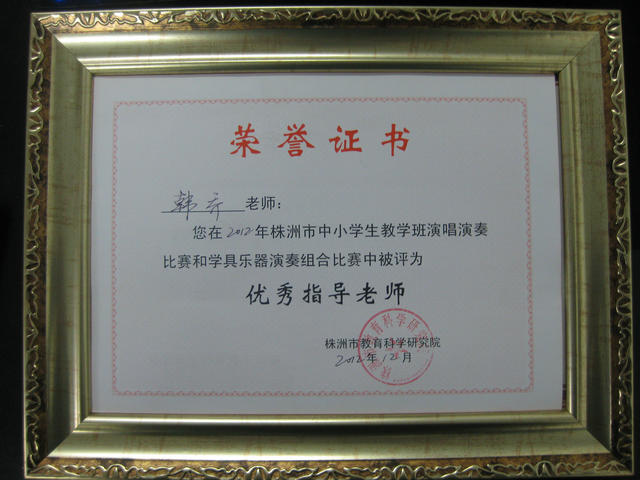 荣誉证书
韩乔老师：
您在2012年株洲市中小学生教学班演唱演奏
比赛和学具乐器演奏组合比赛中被评为
优秀指导老师
株洲市教育科学研究院
2012年12月